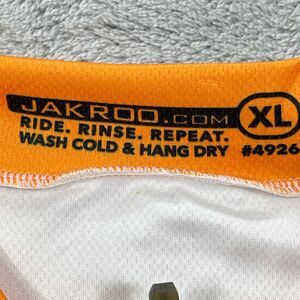 JAKROO.COM XL
RIDE. RINSE. REPEAT.
WASH COLD & HANG DRY #4926